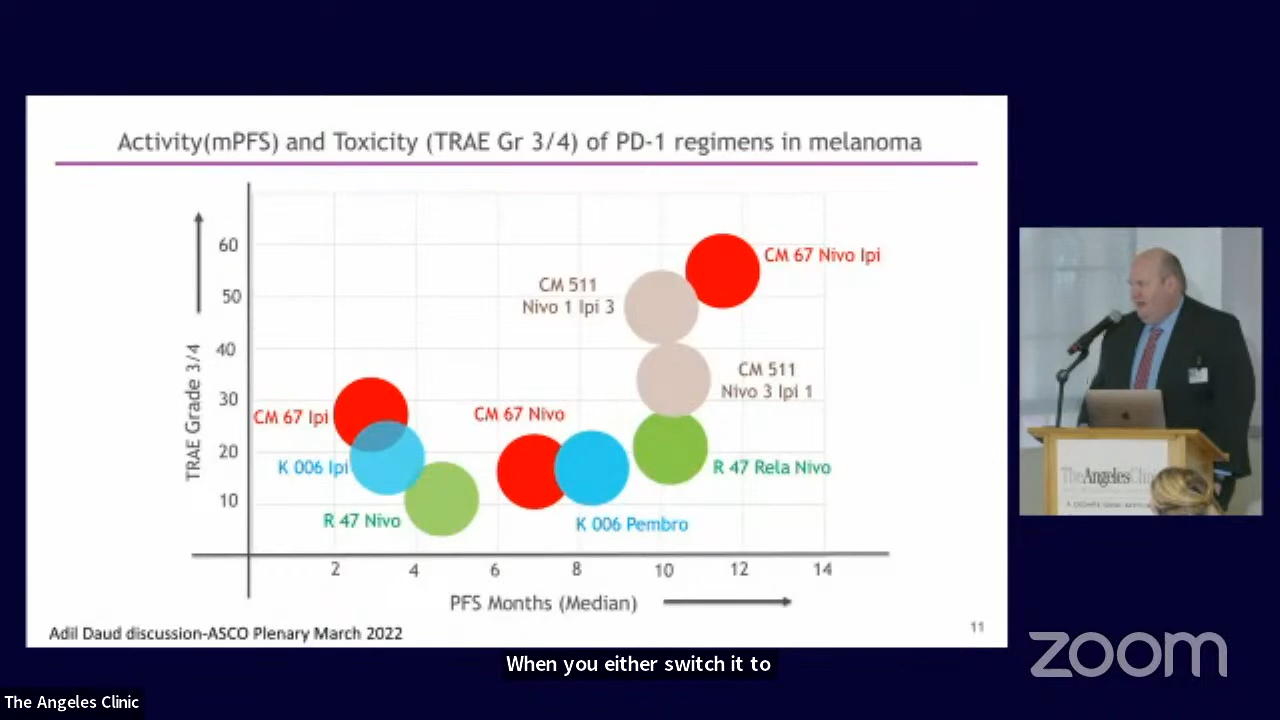 Activity(mPFS) and Toxicity (TRAE Gr 3/4) of PD-1 regimens in melanoma
TRAE Grade 3/4
60
50
40
30
20
10
CM 67 Nivo Ipi
CM 511
Nivo 1 Ipi 3
CM 511
Nivo 3 Ipi 1
CM 67 Ipi
CM 67 Nivo
K 006 Ipi
R 47 Rela Nivo
R 47 Nivo
K 006 Pembro
2
4
6
8
10
12
14
PFS Months (Median)
Adil Daud discussion-ASCO Plenary March 2022
11
TheAngelesClinic
When you either switch it to
zoom
The Angeles Clinic